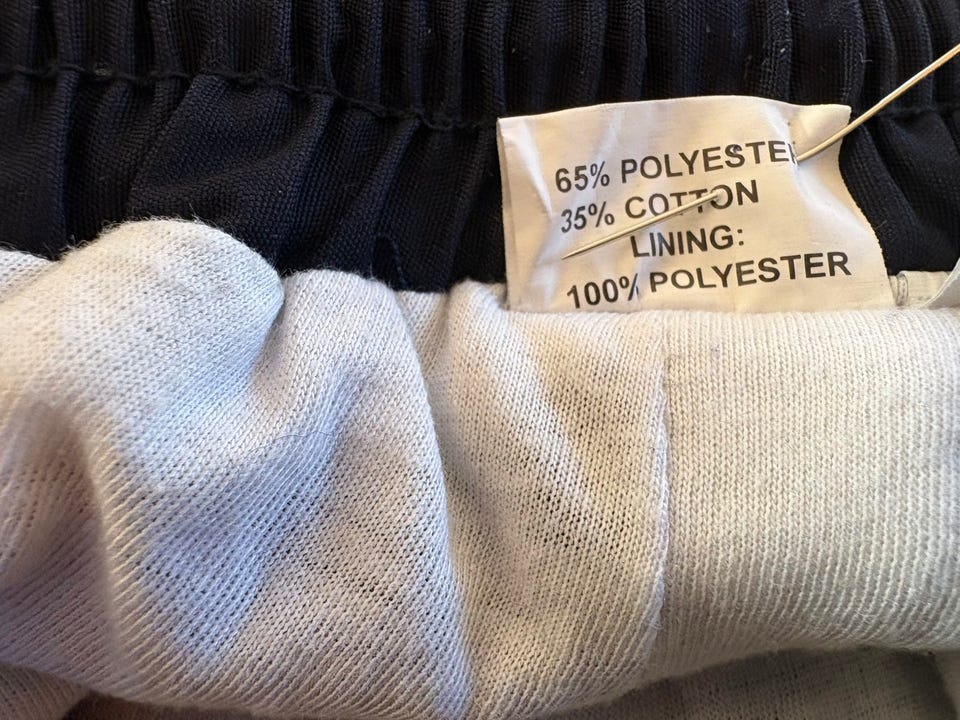 65% POLYESTER
35% COTTON
LINING:
100% POLYESTER